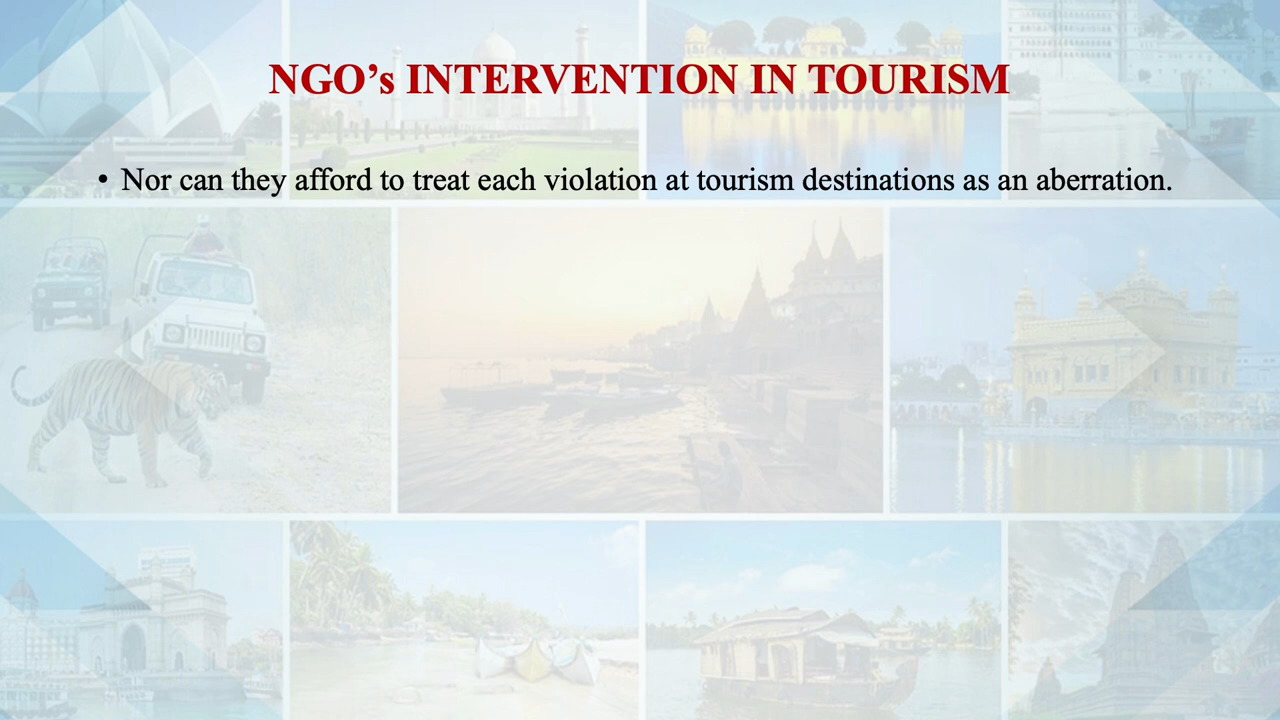 NGO’s INTERVENTION IN TOURISM
• Nor can they afford to treat each violation at tourism destinations as an aberration.